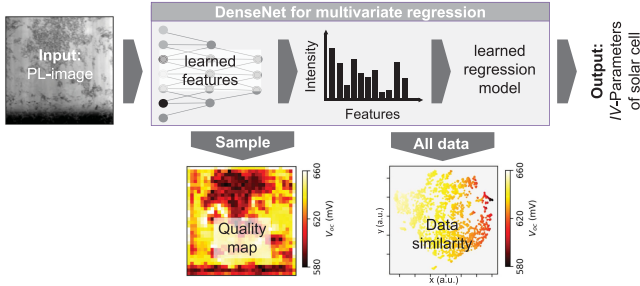 DenseNet for multivariate regression
Input:
PL-image
learned
features
Intensity
Features
learned
regression
model
Output:
IV-Parameters
of solar cell
Sample
All data
Quality
map
660
620
580
Voc (mV)
Data
similarity
y (a.u.)
x (a.u.)
660
620
580
Voc (mV)